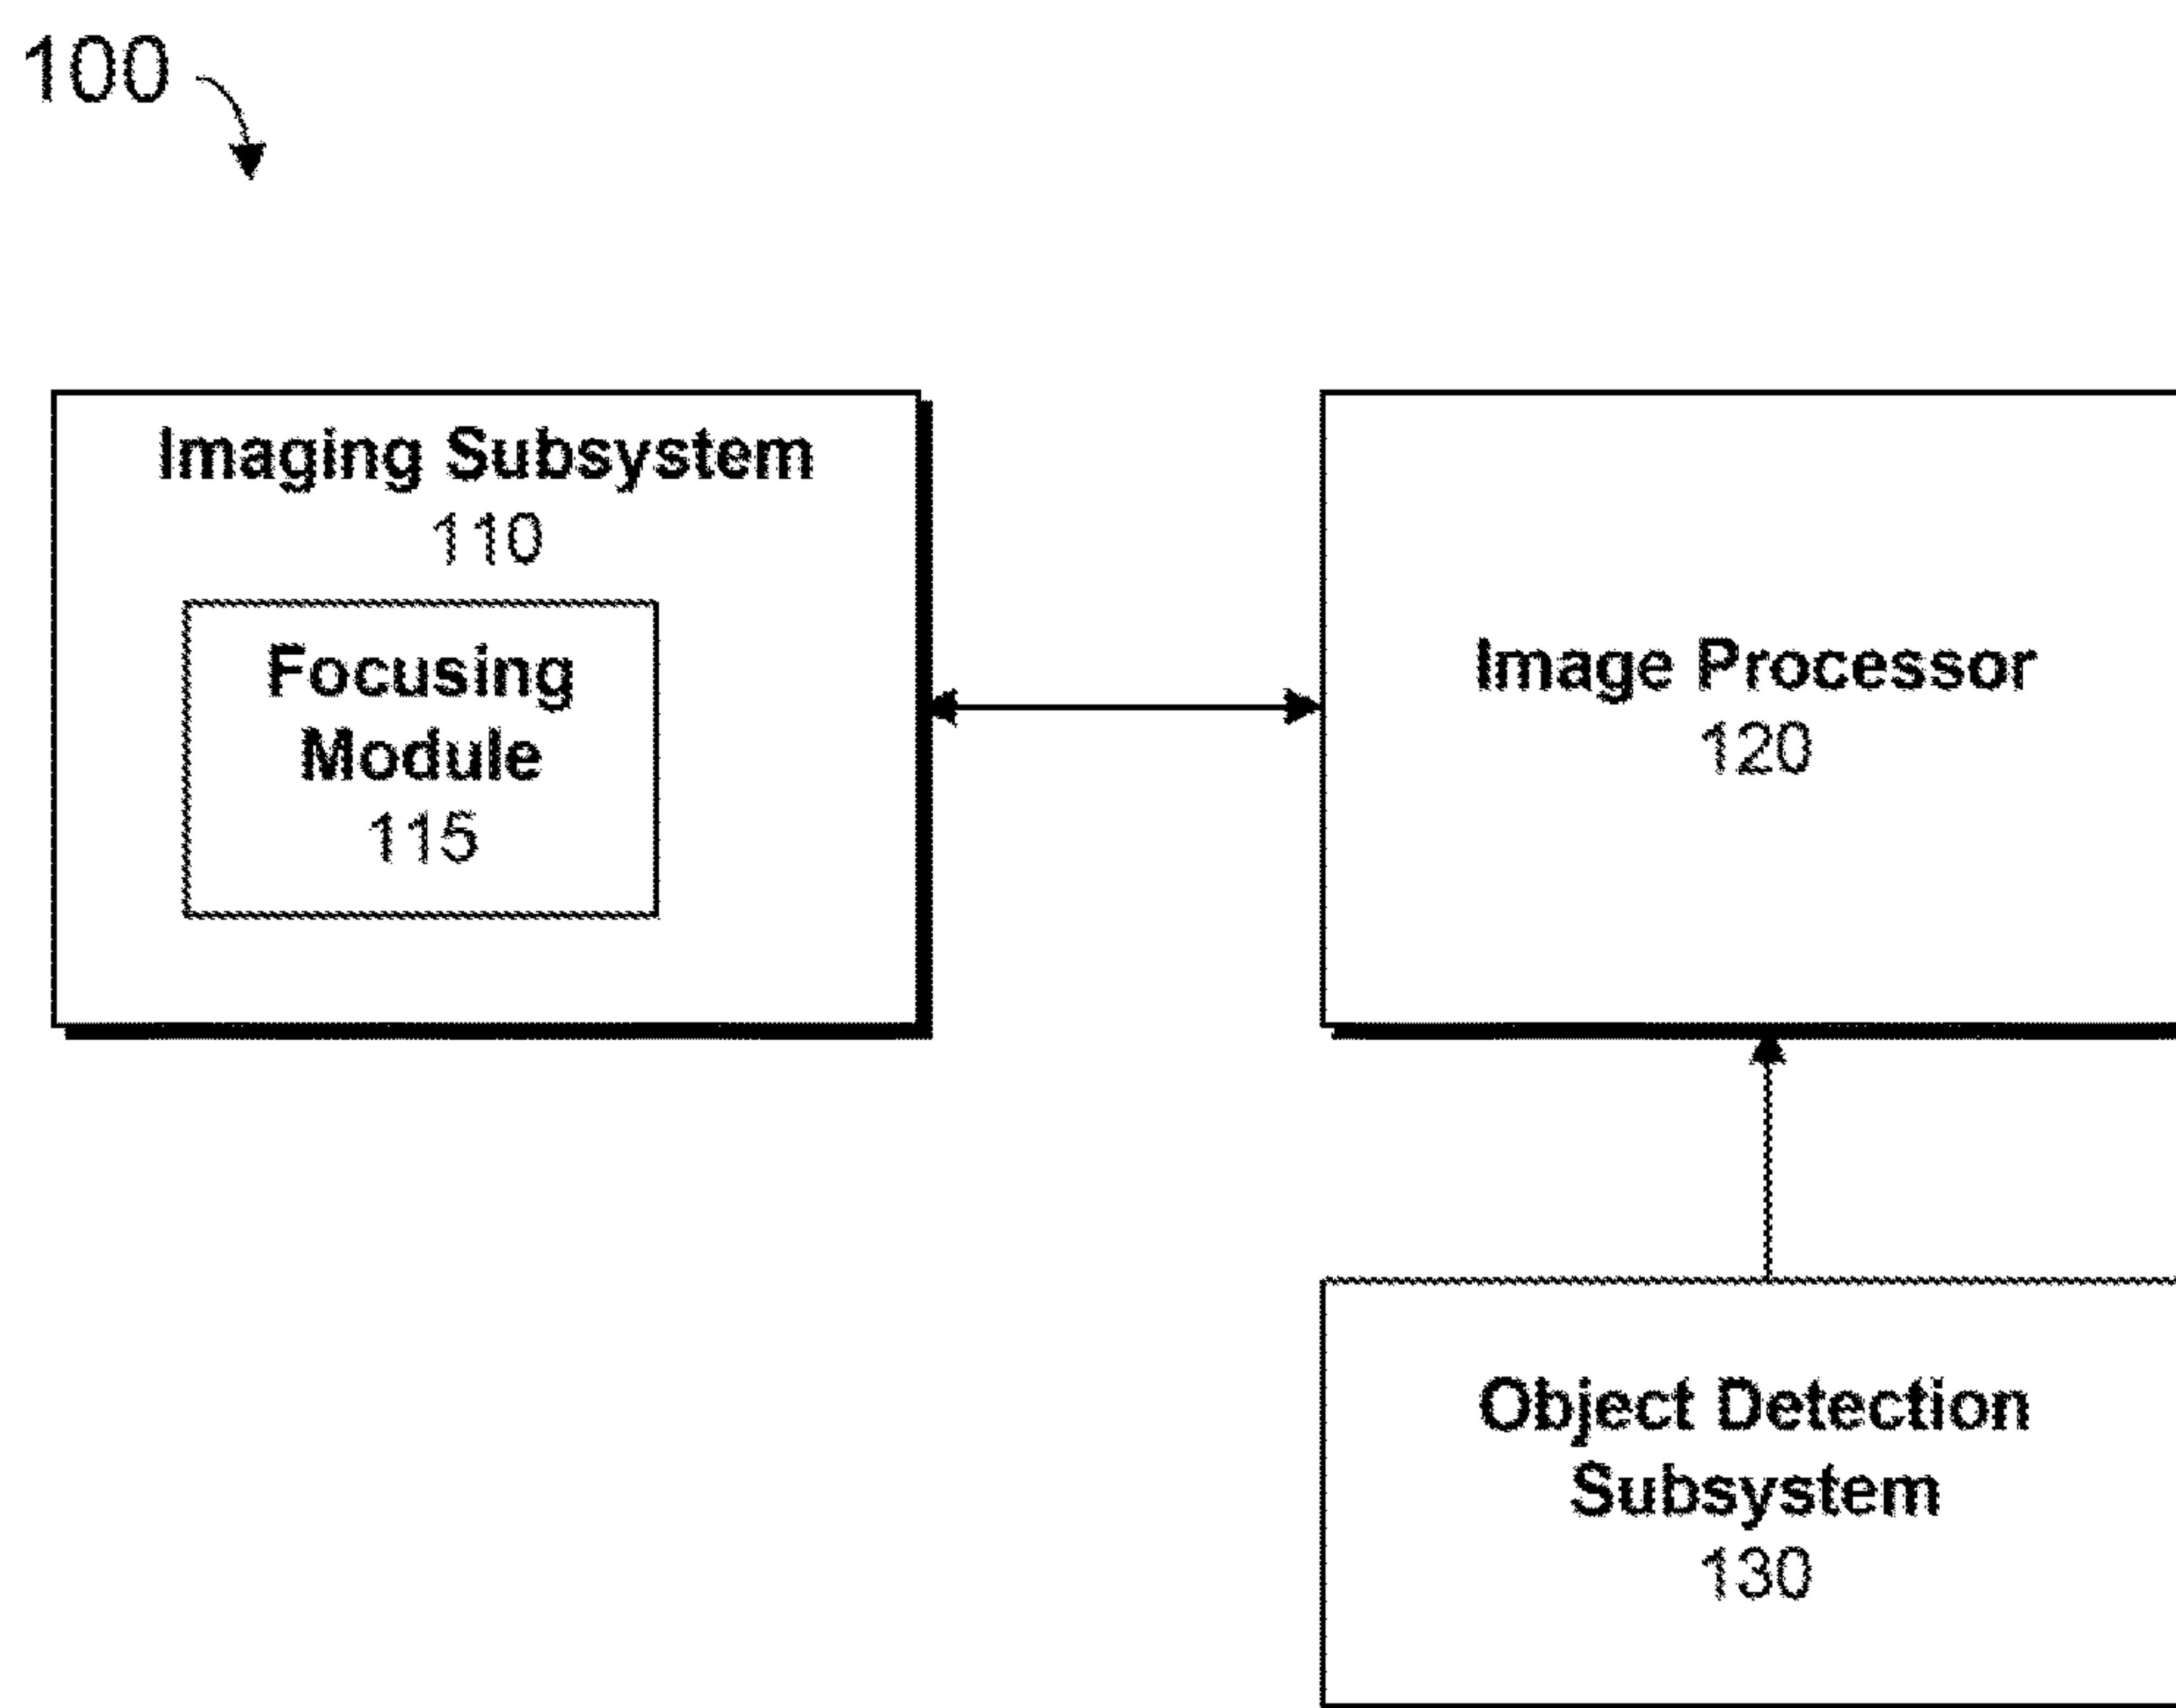 100
Imaging Subsystem
110
Focusing
Module
115
Image Processor
120
Object Detection
Subsystem
130